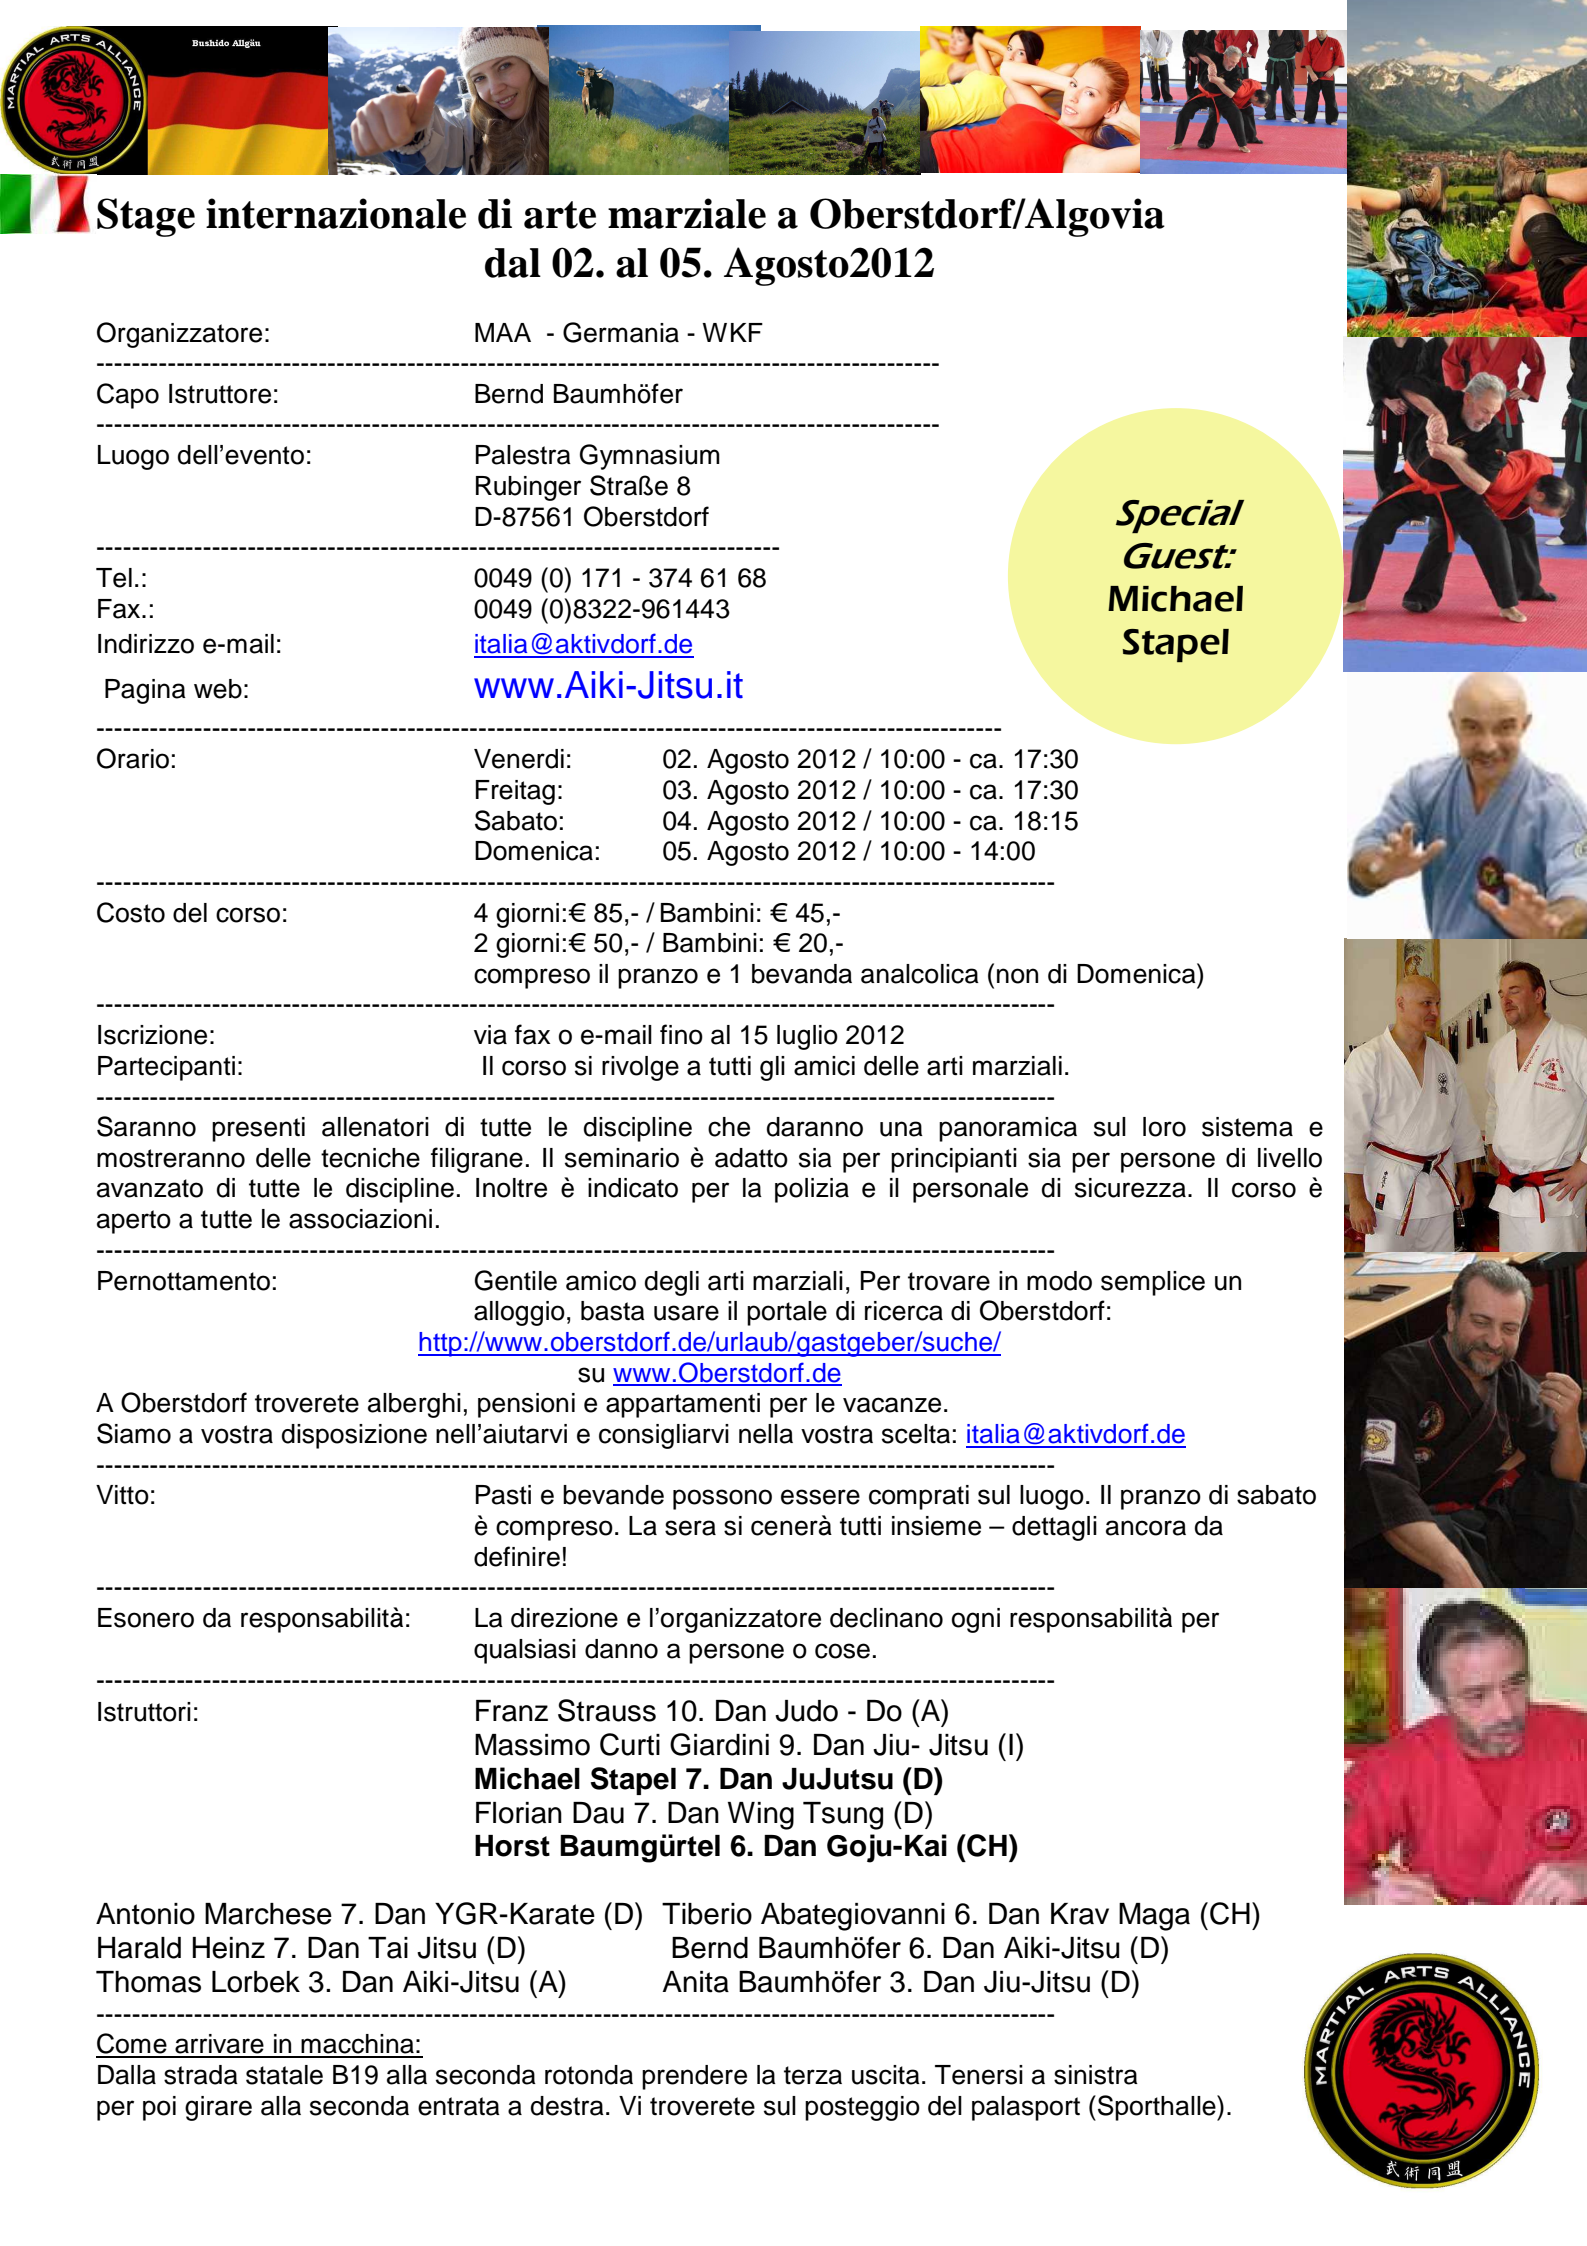 MARTIAL ARTS ALLIANCE
武術同盟
Bushido Allgäu
Stage internazionale di arte marziale a Oberstdorf/Algovia
dal 02. al 05. Agosto2012
Organizzatore: MAA - Germania - WKF
----------------------------------------------------------------------------------------------
Capo Istruttore: Bernd Baumhöfer
----------------------------------------------------------------------------------------------
Luogo dell’evento: Palestra Gymnasium
Rubinger Straße 8
D-87561 Oberstdorf
----------------------------------------------------------------------------
Special
Guest:
Michael
Stapel
Tel.: 0049 (0) 171 - 374 61 68
Fax.: 0049 (0)8322-961443
Indirizzo e-mail: italia@aktivdorf.de
Pagina web: www.Aiki-Jitsu.it
-----------------------------------------------------------------------------------------------------
Orario: Venerdi: 02. Agosto 2012 / 10:00 - ca. 17:30
Freitag: 03. Agosto 2012 / 10:00 - ca. 17:30
Sabato: 04. Agosto 2012 / 10:00 - ca. 18:15
Domenica: 05. Agosto 2012 / 10:00 - 14:00
-----------------------------------------------------------------------------------------------------------
Costo del corso: 4 giorni:€ 85,- / Bambini: € 45,-
2 giorni:€ 50,- / Bambini: € 20,-
compreso il pranzo e 1 bevanda analcolica (non di Domenica)
-----------------------------------------------------------------------------------------------------------
Iscrizione: via fax o e-mail fino al 15 luglio 2012
Partecipanti: Il corso si rivolge a tutti gli amici delle arti marziali.
-----------------------------------------------------------------------------------------------------------
Saranno presenti allenatori di tutte le discipline che daranno una panoramica sul loro sistema e
mostreranno delle tecniche filigrane. Il seminario è adatto sia per principianti sia per persone di livello
avanzato di tutte le discipline. Inoltre è indicato per la polizia e il personale di sicurezza. Il corso è
aperto a tutte le associazioni.
-----------------------------------------------------------------------------------------------------------
Pernottamento: Gentile amico degli arti marziali, Per trovare in modo semplice un
alloggio, basta usare il portale di ricerca di Oberstdorf:
http://www.oberstdorf.de/urlaub/gastgeber/suche/
su www.Oberstdorf.de
A Oberstdorf troverete alberghi, pensioni e appartamenti per le vacanze.
Siamo a vostra disposizione nell’aiutarvi e consigliarvi nella vostra scelta: italia@aktivdorf.de
-----------------------------------------------------------------------------------------------------------
Vitto: Pasti e bevande possono essere comprati sul luogo. Il pranzo di sabato
è compreso. La sera si cenerà tutti insieme – dettagli ancora da
definire!
-----------------------------------------------------------------------------------------------------------
Esonero da responsabilità: La direzione e l’organizzatore declinano ogni responsabilità per
qualsiasi danno a persone o cose.
-----------------------------------------------------------------------------------------------------------
Istruttori: Franz Strauss 10. Dan Judo - Do (A)
Massimo Curti Giardini 9. Dan Jiu- Jitsu (I)
Michael Stapel 7. Dan JuJutsu (D)
Florian Dau 7. Dan Wing Tsung (D)
Horst Baumgürtel 6. Dan Goju-Kai (CH)
Antonio Marchese 7. Dan YGR-Karate (D) Tiberio Abategiovanni 6. Dan Krav Maga (CH)
Harald Heinz 7. Dan Tai Jitsu (D) Bernd Baumhöfer 6. Dan Aiki-Jitsu (D)
Thomas Lorbek 3. Dan Aiki-Jitsu (A) Anita Baumhöfer 3. Dan Jiu-Jitsu (D)
-----------------------------------------------------------------------------------------------------------
Come arrivare in macchina:
Dalla strada statale B19 alla seconda rotonda prendere la terza uscita. Tenersi a sinistra
per poi girare alla seconda entrata a destra. Vi troverete sul posteggio del palasport (Sporthalle).
MARTIAL ARTS ALLIANCE
武術同盟